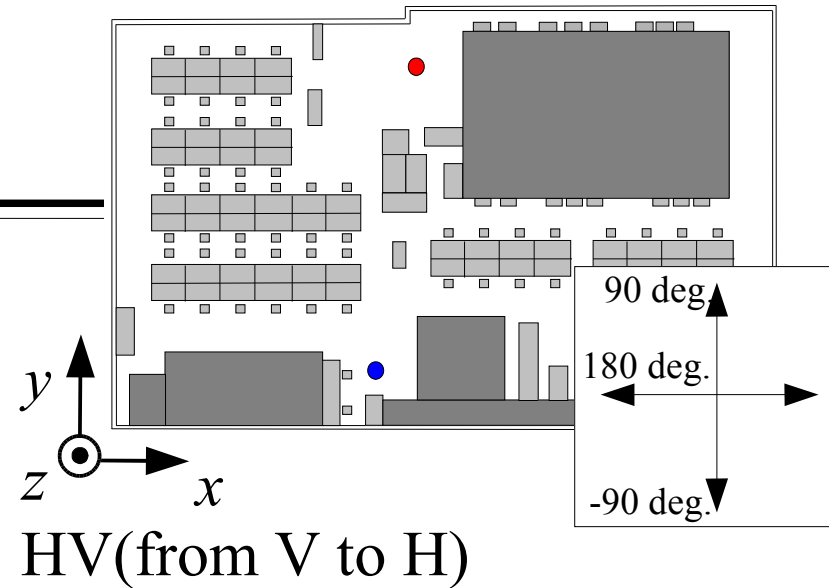 90 deg.
180 deg.
-90 deg.
y
z
x
HV(from V to H)